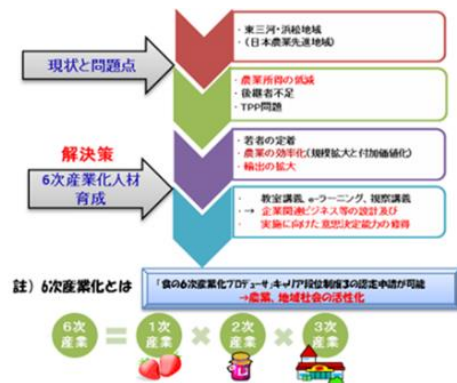 ・東三河・浜松地域
・(日本農業先進地域)
現状と問題点
・農業所得の低減
・後継者不足
・TPP問題
解決策
6次産業化人材
育成
・若者の定着
・農業の効率化(規模拡大と付加価値化)
・輸出の拡大
・教室講義、e-ラーニング、視察講義
・→企業関連ビジネス等の設計及び
実施に向けた意思決定能力の獲得
註）6次産業化とは
「食の6次産業化プロデューサ」キャリア段位制度3の認定申請が可能
→農業、地域社会の活性化
6次
産業
=
1次
産業
×
2次
産業
×
3次
産業